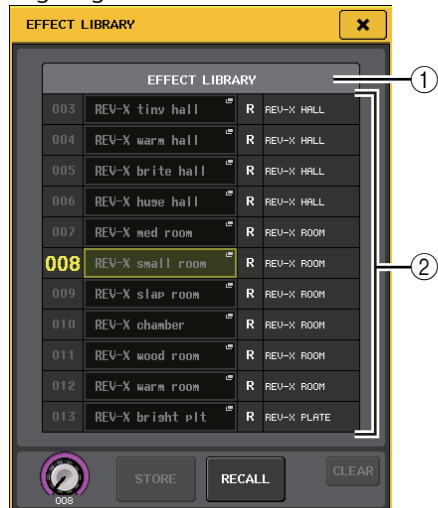 EFFECT LIBRARY
EFFECT LIBRARY
1
003 REV-X tiny hall R REV-X HALL
004 REV-X warm hall R REV-X HALL
005 REV-X brite hall R REV-X HALL
006 REV-X huge hall R REV-X HALL
007 REV-X med room R REV-X ROOM
008 REV-X small room R REV-X ROOM
2
009 REV-X slap room R REV-X ROOM
010 REV-X chamber R REV-X ROOM
011 REV-X wood room R REV-X ROOM
012 REV-X warm room R REV-X ROOM
013 REV-X bright plt R REV-X PLATE
STORE RECALL CLEAR
008